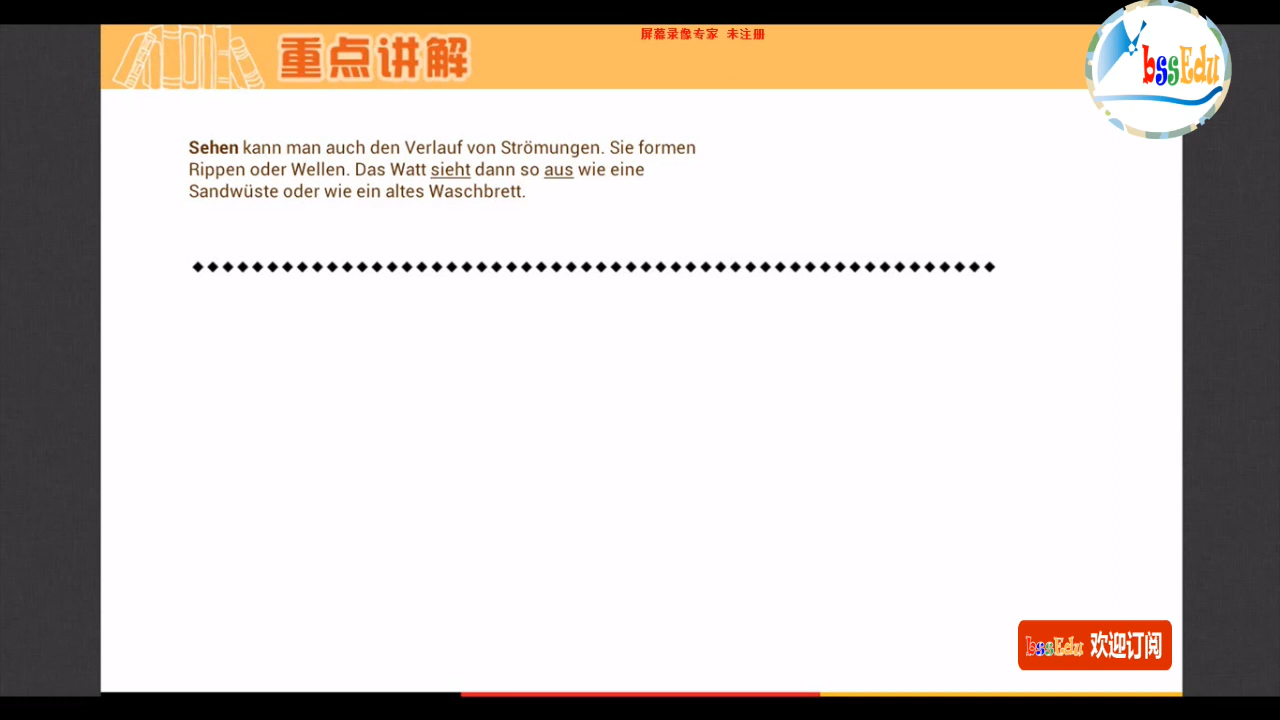 屏幕录像专家 未注册
重点讲解
bssEdu
Sehen kann man auch den Verlauf von Strömungen. Sie formen
Rippen oder Wellen. Das Watt sieht dann so aus wie eine
Sandwüste oder wie ein altes Waschbrett.
bssEdu 欢迎订阅